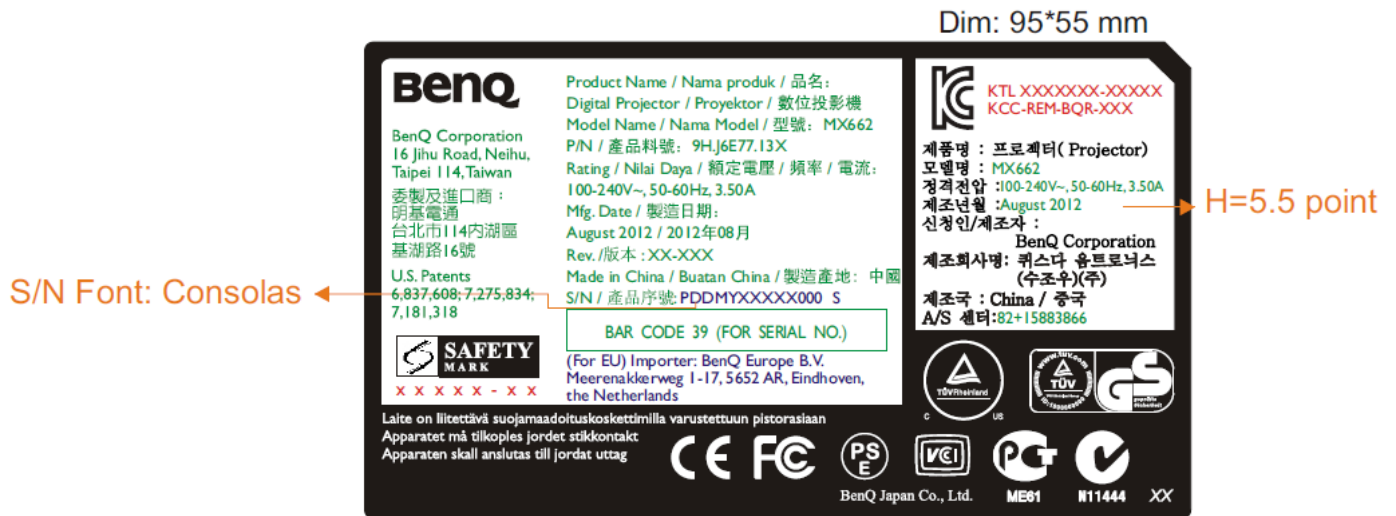 Dim: 95*55 mm
BenQ
BenQ Corporation
16 Jihu Road, Neihu,
Taipei 114, Taiwan
委製及進口商：
明基電通
台北市114內湖區
基湖路16號
U.S. Patents
6,837,608; 7,275,834;
7,181,318
SAFETY
MARK
X X X X X - X X
Product Name / Nama produk / 品名：
Digital Projector / Proyektor / 數位投影機
Model Name / Nama Model / 型號： MX662
P/N / 產品料號： 9H.J6E77.13X
Rating / Nilai Daya / 額定電壓 / 頻率 / 電流：
100-240V~, 50-60Hz, 3.50A
Mfg. Date / 製造日期：
August 2012 / 2012年08月
Rev. /版本 : XX-XXX
Made in China / Buatan China / 製造產地： 中國
S/N / 產品序號: PDDMYXXXXX000 S
BAR CODE 39 (FOR SERIAL NO.)
(For EU) Importer: BenQ Europe B.V.
Meerenakkerweg 1-17, 5652 AR, Eindhoven,
the Netherlands
KTL XXXXXXX-XXXXX
KCC-REM-BQR-XXX
제품명 : 프로젝터( Projector)
모델명 : MX662
정격전압 :100-240V~, 50-60Hz, 3.50A
제조년월 :August 2012
신청인/제조자 :
BenQ Corporation
제조회사명: 퀴스다 옵트로닉스
(수조우)(주)
제조국 : China / 중국
A/S 센터:82+15883866
H=5.5 point
S/N Font: Consolas
TÜVRheinland
C US
www.tuv.com
TÜV
GS
geprüfte
Sicherheit
Laite on liitettävä suojamaadoituskoskettimilla varustettuun pistorasiaan
Apparatet må tilkoples jordet stikkontakt
Apparaten skall anslutas till jordat uttag
CE FC
PS
E
VCI
PCT
BenQ Japan Co., Ltd.
ME61
N11444
XX